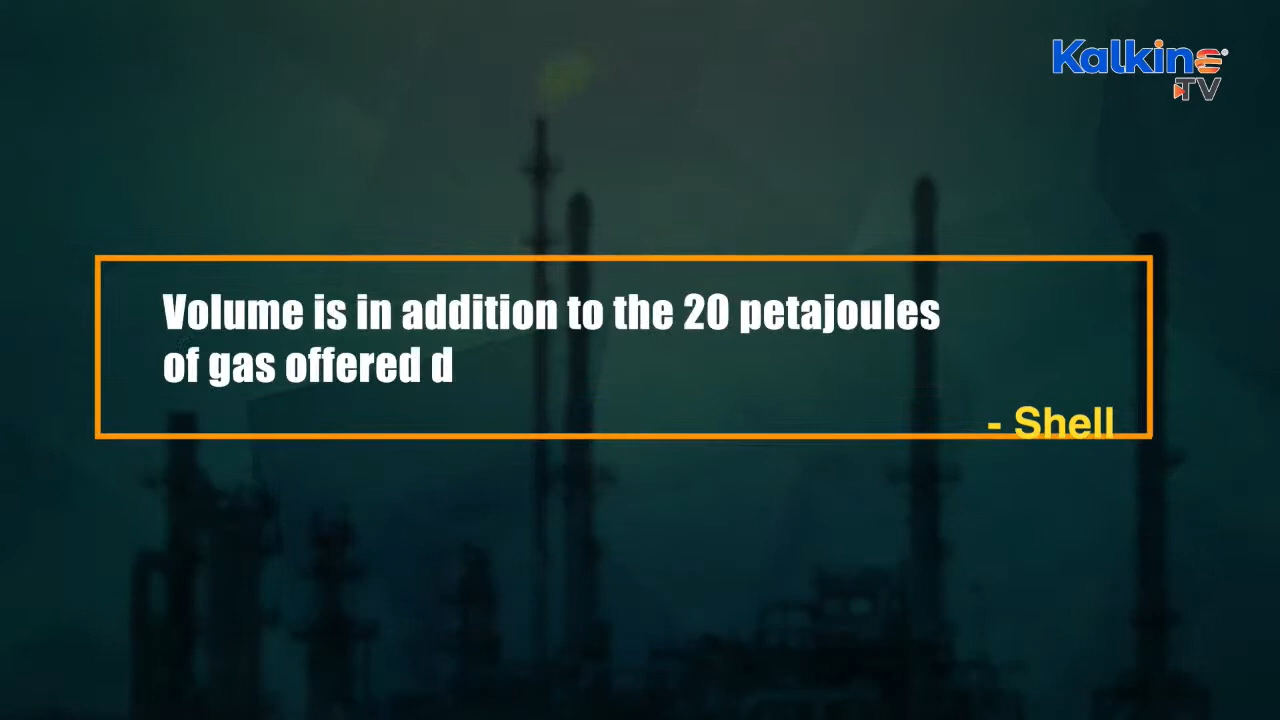 Kalkine
TV
Volume is in addition to the 20 petajoules
of gas offered d
- Shell